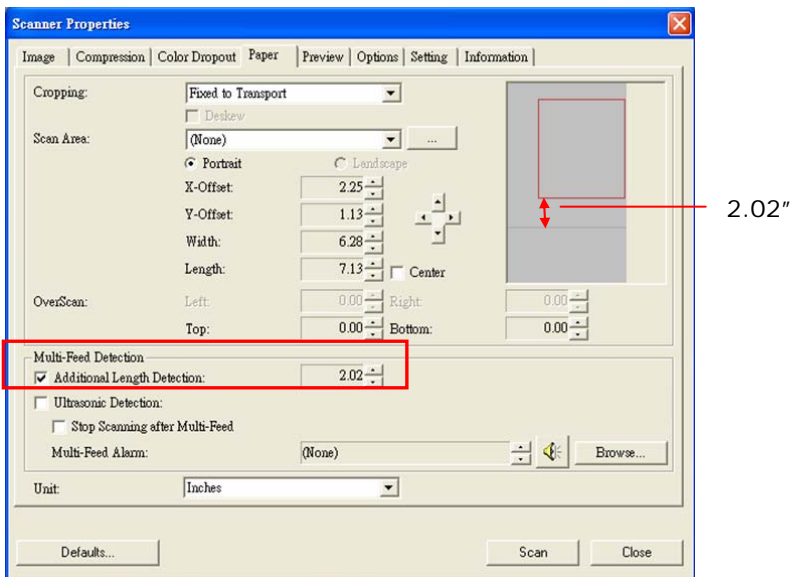 Scanner Properties
Image Compression Color Dropout Paper Preview Options Setting Information
Cropping: Fixed to Transport
Deskew
Scan Area: (None) ...
Portrait Landscape
X-Offset: 2.25
Y-Offset: 1.13
Width: 6.28
Length: 7.13 Center
2.02"
OverScan: Left: 0.00 Right: 0.00
Top: 0.00 Bottom: 0.00
Multi-Feed Detection
Additional Length Detection: 2.02
Ultrasonic Detection:
Stop Scanning after Multi-Feed
Multi-Feed Alarm: (None) Browse...
Unit: Inches
Defaults... Scan Close